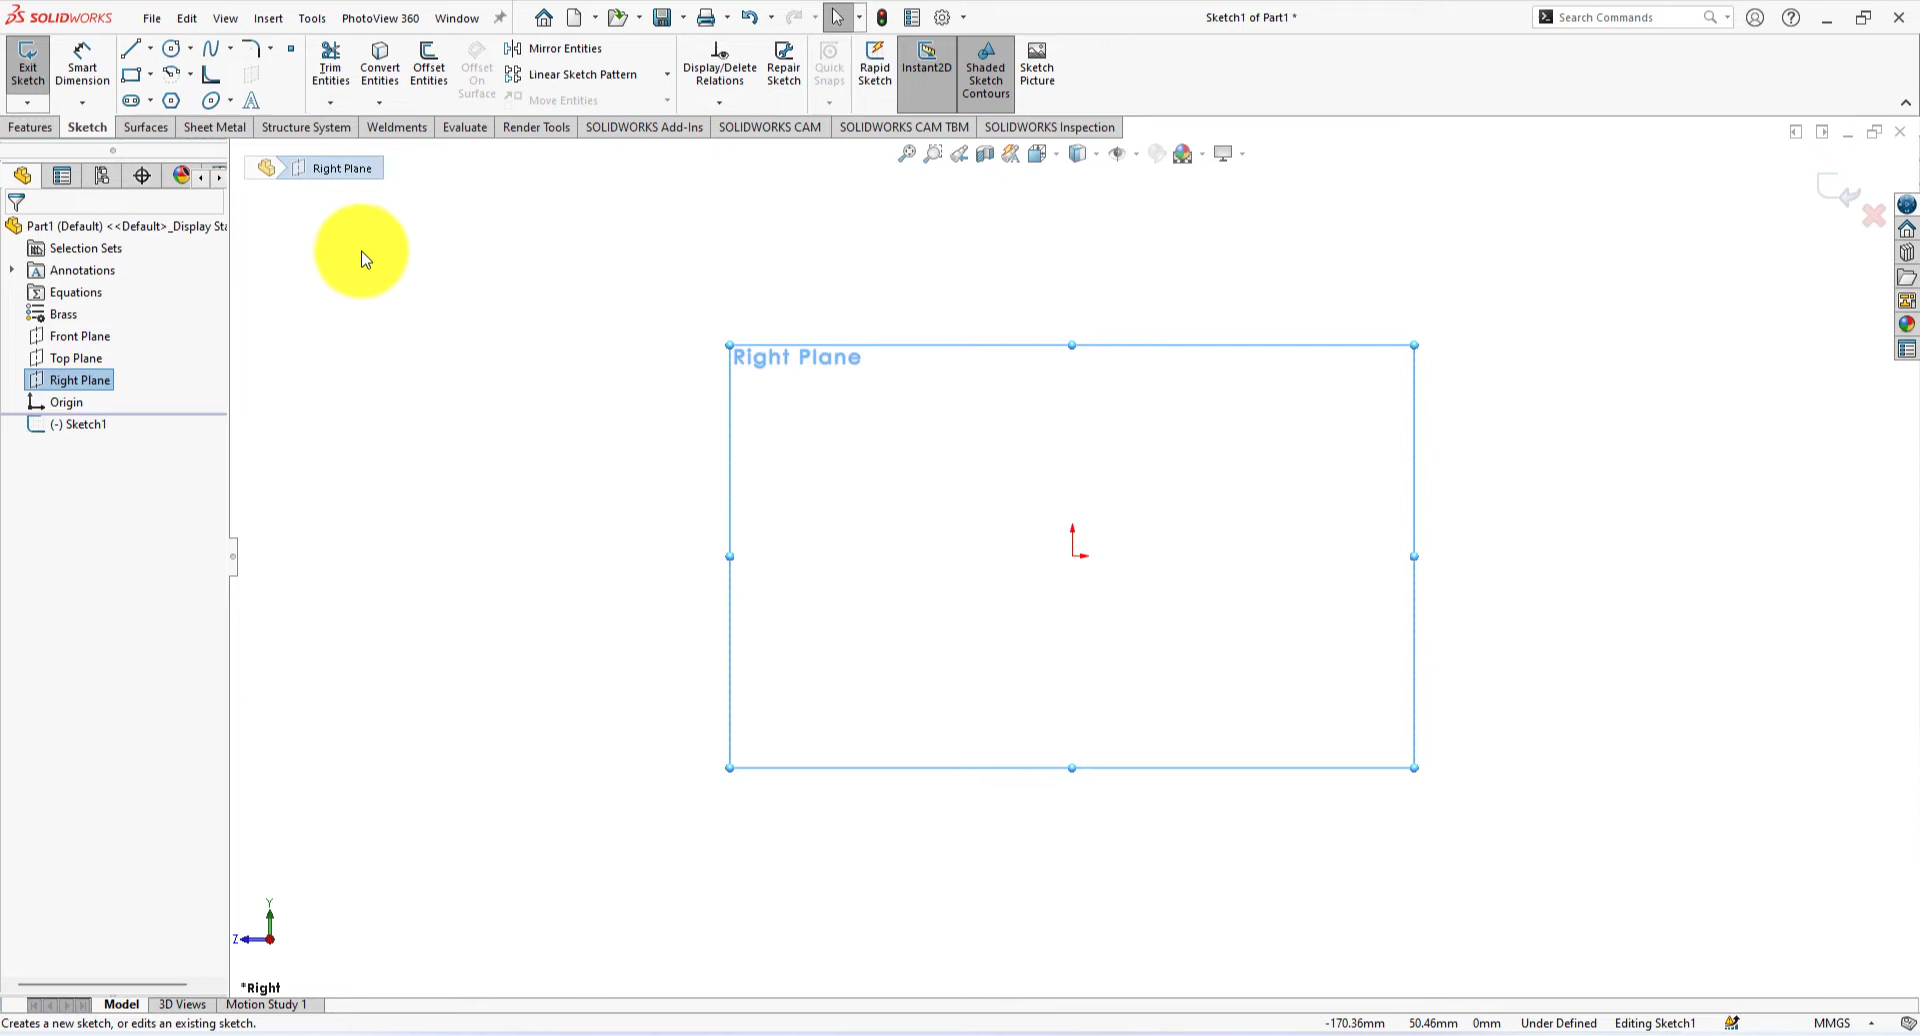 SOLIDWORKS
File Edit View Insert Tools PhotoView 360 Window
Sketch1 of Part1 *
Search Commands
Exit Sketch
Smart Dimension
Trim Entities
Convert Entities
Offset Entities
Offset On Surface
Mirror Entities
Linear Sketch Pattern
Move Entities
Display/Delete Relations
Repair Sketch
Quick Snaps
Rapid Sketch
Instant2D
Shaded Sketch Contours
Sketch Picture
Features Sketch Surfaces Sheet Metal Structure System Weldments Evaluate Render Tools SOLIDWORKS Add-Ins SOLIDWORKS CAM SOLIDWORKS CAM TBM SOLIDWORKS Inspection
Right Plane
Part1 (Default) <<Default>_Display Sta
Selection Sets
Annotations
Equations
Brass
Front Plane
Top Plane
Right Plane
Origin
(-) Sketch1
Right Plane
Y
Z
*Right
Model 3D Views Motion Study 1
Creates a new sketch, or edits an existing sketch.
-170.36mm 50.46mm 0mm Under Defined Editing Sketch1 MMGS